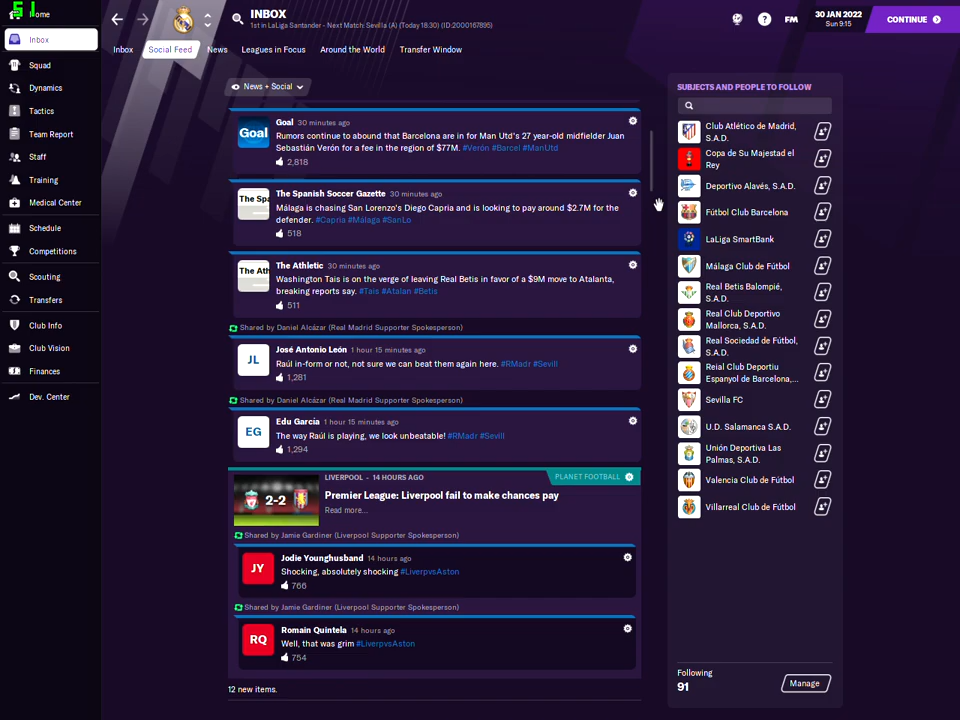 Home
INBOX
1st in LaLiga Santander - Next Match: Sevilla (A) (Today 18:30) (ID:2000167895)
FM
30 JAN 2022
Sun 9:15
CONTINUE
Inbox
Social Feed
News
Leagues in Focus
Around the World
Transfer Window
Inbox
Squad
Dynamics
Tactics
Team Report
Staff
Training
Medical Center
Schedule
Competitions
Scouting
Transfers
Club Info
Club Vision
Finances
Dev. Center
News + Social
Goal
Goal 30 minutes ago
Rumors continue to abound that Barcelona are in for Man Utd's 27 year-old midfielder Juan
Sebastián Verón for a fee in the region of $77M. #Verón #Barcel #ManUtd
2,818
The Spa
The Spanish Soccer Gazette 30 minutes ago
Málaga is chasing San Lorenzo's Diego Capria and is looking to pay around $2.7M for the
defender. #Capria #Málaga #SanLo
518
The Ath
The Athletic 30 minutes ago
Washington Tais is on the verge of leaving Real Betis in favor of a $9M move to Atalanta,
breaking reports say. #Tais #Atalan #Betis
511
Shared by Daniel Alcázar (Real Madrid Supporter Spokesperson)
JL
José Antonio León 1 hour 15 minutes ago
Raúl in-form or not, not sure we can beat them again here. #RMadr #Sevill
1,281
Shared by Daniel Alcázar (Real Madrid Supporter Spokesperson)
EG
Edu García 1 hour 15 minutes ago
The way Raúl is playing, we look unbeatable! #RMadr #Sevill
1,294
LIVERPOOL - 14 HOURS AGO
PLANET FOOTBALL
2-2
Premier League: Liverpool fail to make chances pay
Read more...
Shared by Jamie Gardiner (Liverpool Supporter Spokesperson)
JY
Jodie Younghusband 14 hours ago
Shocking, absolutely shocking #LiverpvsAston
766
Shared by Jamie Gardiner (Liverpool Supporter Spokesperson)
RQ
Romain Quintela 14 hours ago
Well, that was grim #LiverpvsAston
754
12 new items.
SUBJECTS AND PEOPLE TO FOLLOW
Club Atlético de Madrid,
S.A.D.
Copa de Su Majestad el
Rey
Deportivo Alavés, S.A.D.
Fútbol Club Barcelona
LaLiga SmartBank
Málaga Club de Fútbol
Real Betis Balompié,
S.A.D.
Real Club Deportivo
Mallorca, S.A.D.
Real Sociedad de Fútbol,
S.A.D.
Reial Club Deportiu
Espanyol de Barcelona,...
Sevilla FC
U.D. Salamanca S.A.D.
Unión Deportiva Las
Palmas, S.A.D.
Valencia Club de Fútbol
Villarreal Club de Fútbol
Following
91
Manage